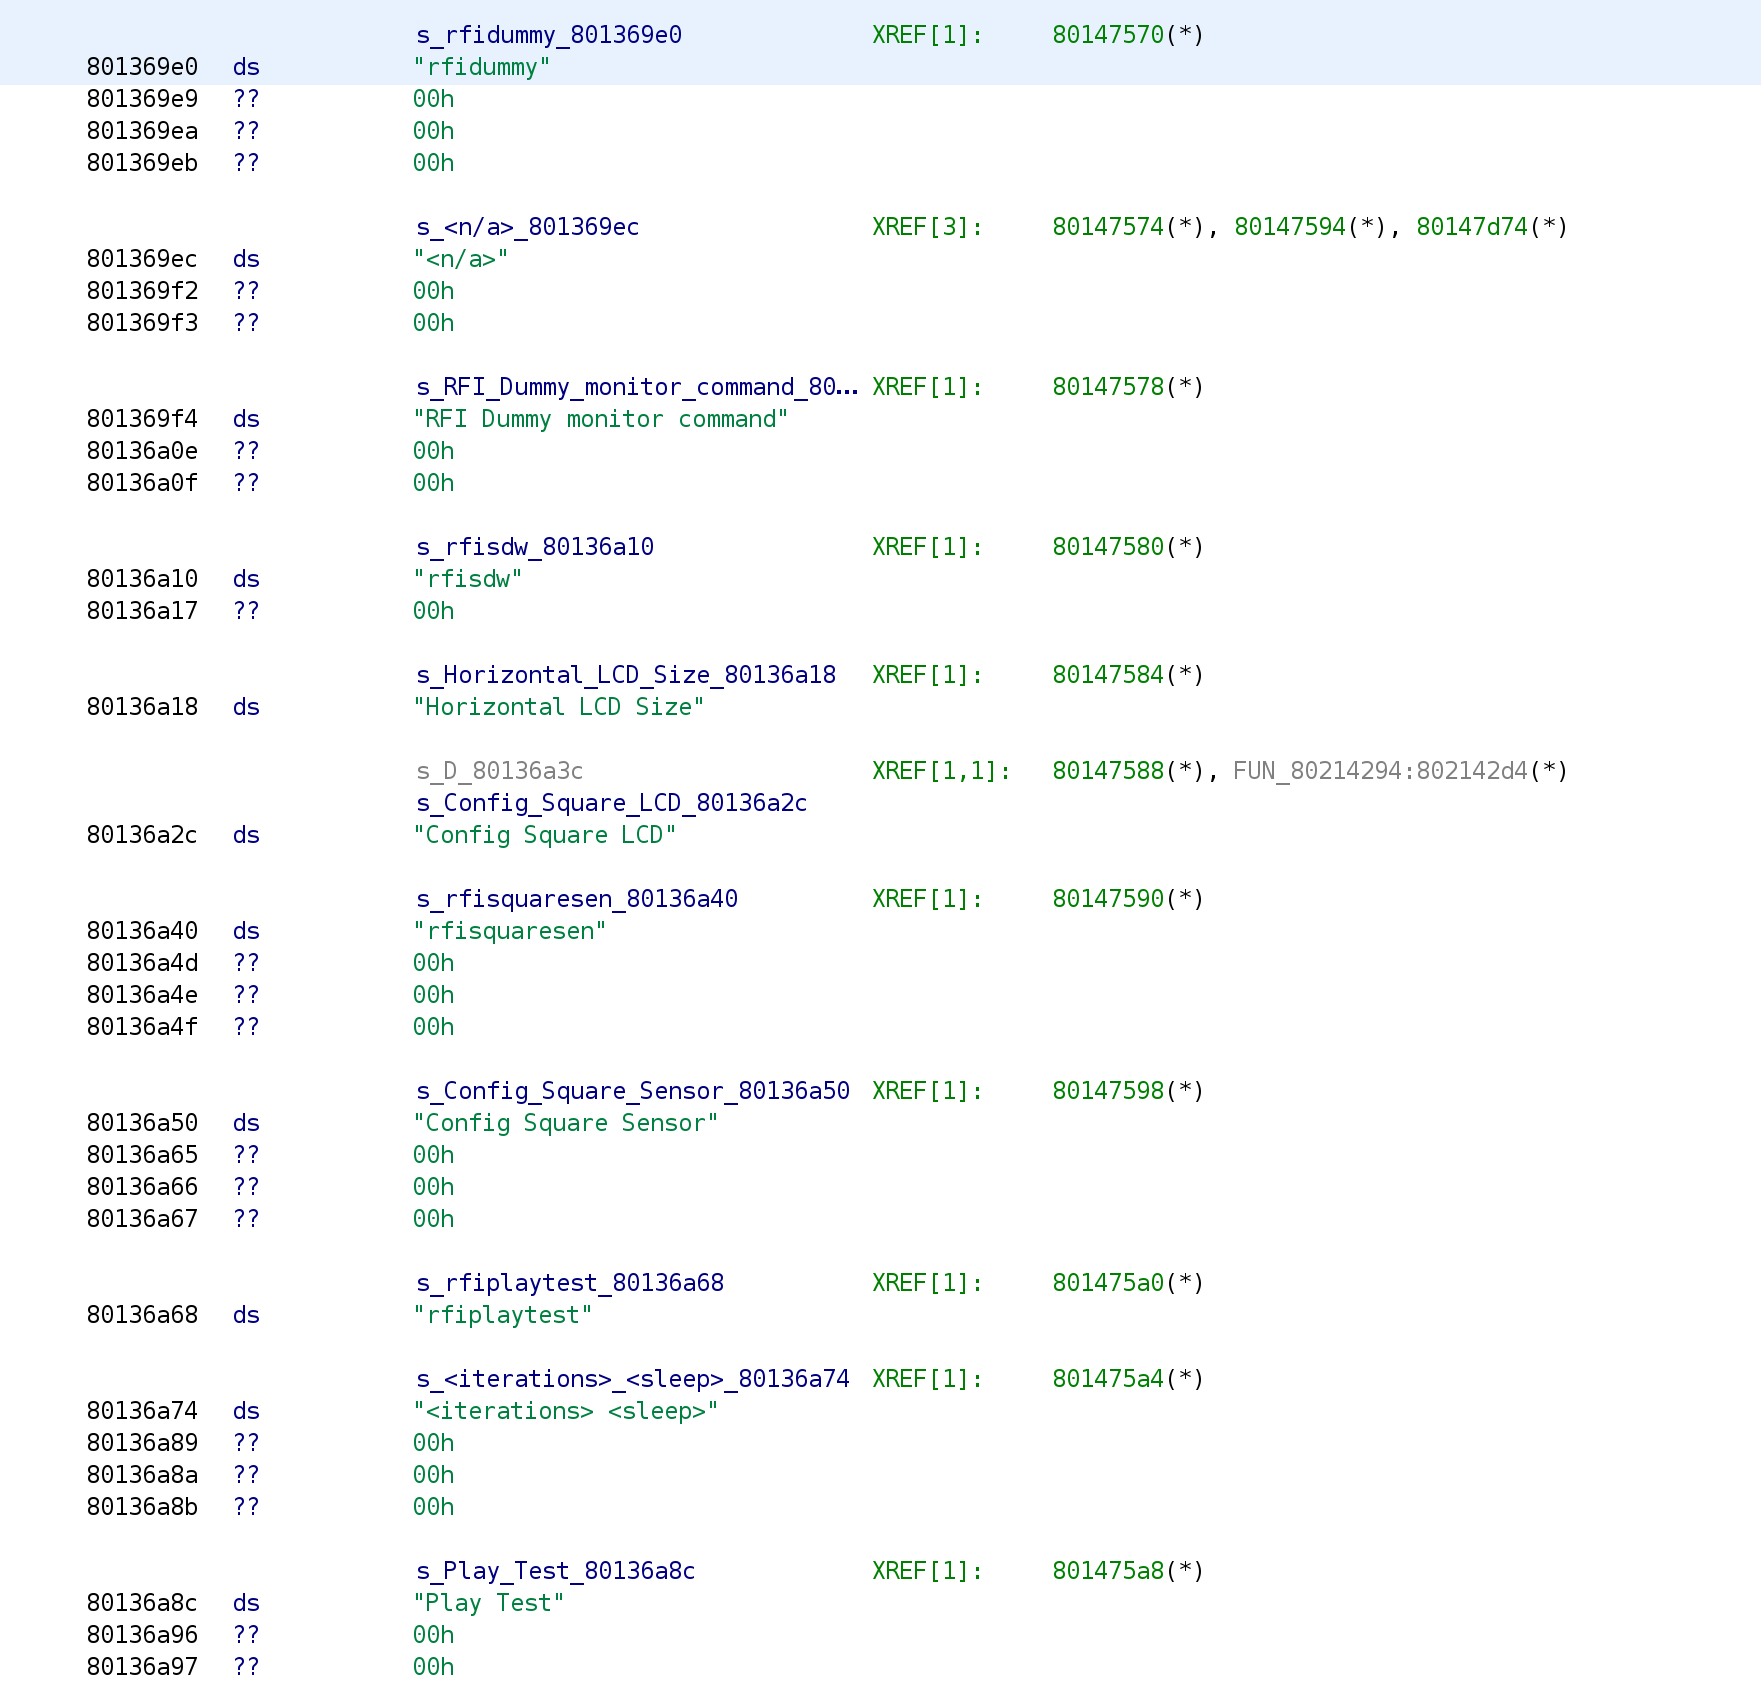 s_rfidummy_801369e0 XREF[1]: 80147570(*)
801369e0 ds "rfidummy"
801369e9 ?? 00h
801369ea ?? 00h
801369eb ?? 00h
s_<n/a>_801369ec XREF[3]: 80147574(*), 80147594(*), 80147d74(*)
801369ec ds "<n/a>"
801369f2 ?? 00h
801369f3 ?? 00h
s_RFI_Dummy_monitor_command_80... XREF[1]: 80147578(*)
801369f4 ds "RFI Dummy monitor command"
80136a0e ?? 00h
80136a0f ?? 00h
s_rfisdw_80136a10 XREF[1]: 80147580(*)
80136a10 ds "rfisdw"
80136a17 ?? 00h
s_Horizontal_LCD_Size_80136a18 XREF[1]: 80147584(*)
80136a18 ds "Horizontal LCD Size"
s_D_80136a3c XREF[1,1]: 80147588(*), FUN_80214294:802142d4(*)
s_Config_Square_LCD_80136a2c
80136a2c ds "Config Square LCD"
s_rfisquaresen_80136a40 XREF[1]: 80147590(*)
80136a40 ds "rfisquaresen"
80136a4d ?? 00h
80136a4e ?? 00h
80136a4f ?? 00h
s_Config_Square_Sensor_80136a50 XREF[1]: 80147598(*)
80136a50 ds "Config Square Sensor"
80136a65 ?? 00h
80136a66 ?? 00h
80136a67 ?? 00h
s_rfiplaytest_80136a68 XREF[1]: 801475a0(*)
80136a68 ds "rfiplaytest"
s_<iterations>_<sleep>_80136a74 XREF[1]: 801475a4(*)
80136a74 ds "<iterations> <sleep>"
80136a89 ?? 00h
80136a8a ?? 00h
80136a8b ?? 00h
s_Play_Test_80136a8c XREF[1]: 801475a8(*)
80136a8c ds "Play Test"
80136a96 ?? 00h
80136a97 ?? 00h